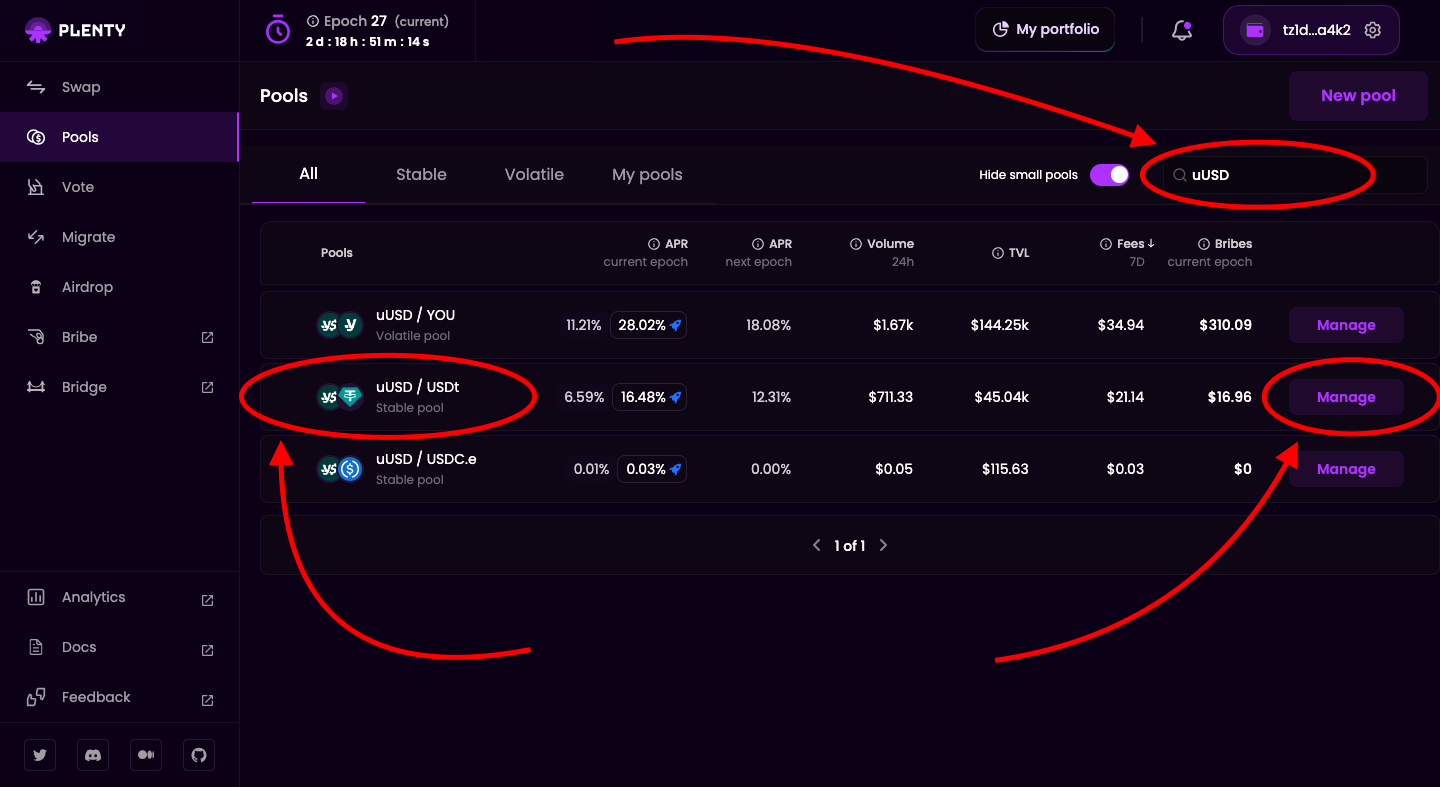 PLENTY
Epoch 27 (current)
2 d : 18 h : 51 m : 14 s
My portfolio
tz1d...a4k2
Swap
Pools
Vote
Migrate
Airdrop
Bribe
Bridge
Analytics
Docs
Feedback
Pools
New pool
All Stable Volatile My pools
Hide small pools
uUSD
Pools
APR
current epoch
APR
next epoch
Volume
24h
TVL
Fees ↓
7D
Bribes
current epoch
uUSD / YOU
Volatile pool
11.21% 28.02% 18.08% $1.67k $144.25k $34.94 $310.09 Manage
uUSD / USDt
Stable pool
6.59% 16.48% 12.31% $711.33 $45.04k $21.14 $16.96 Manage
uUSD / USDC.e
Stable pool
0.01% 0.03% 0.00% $0.05 $115.63 $0.03 $0 Manage
1 of 1